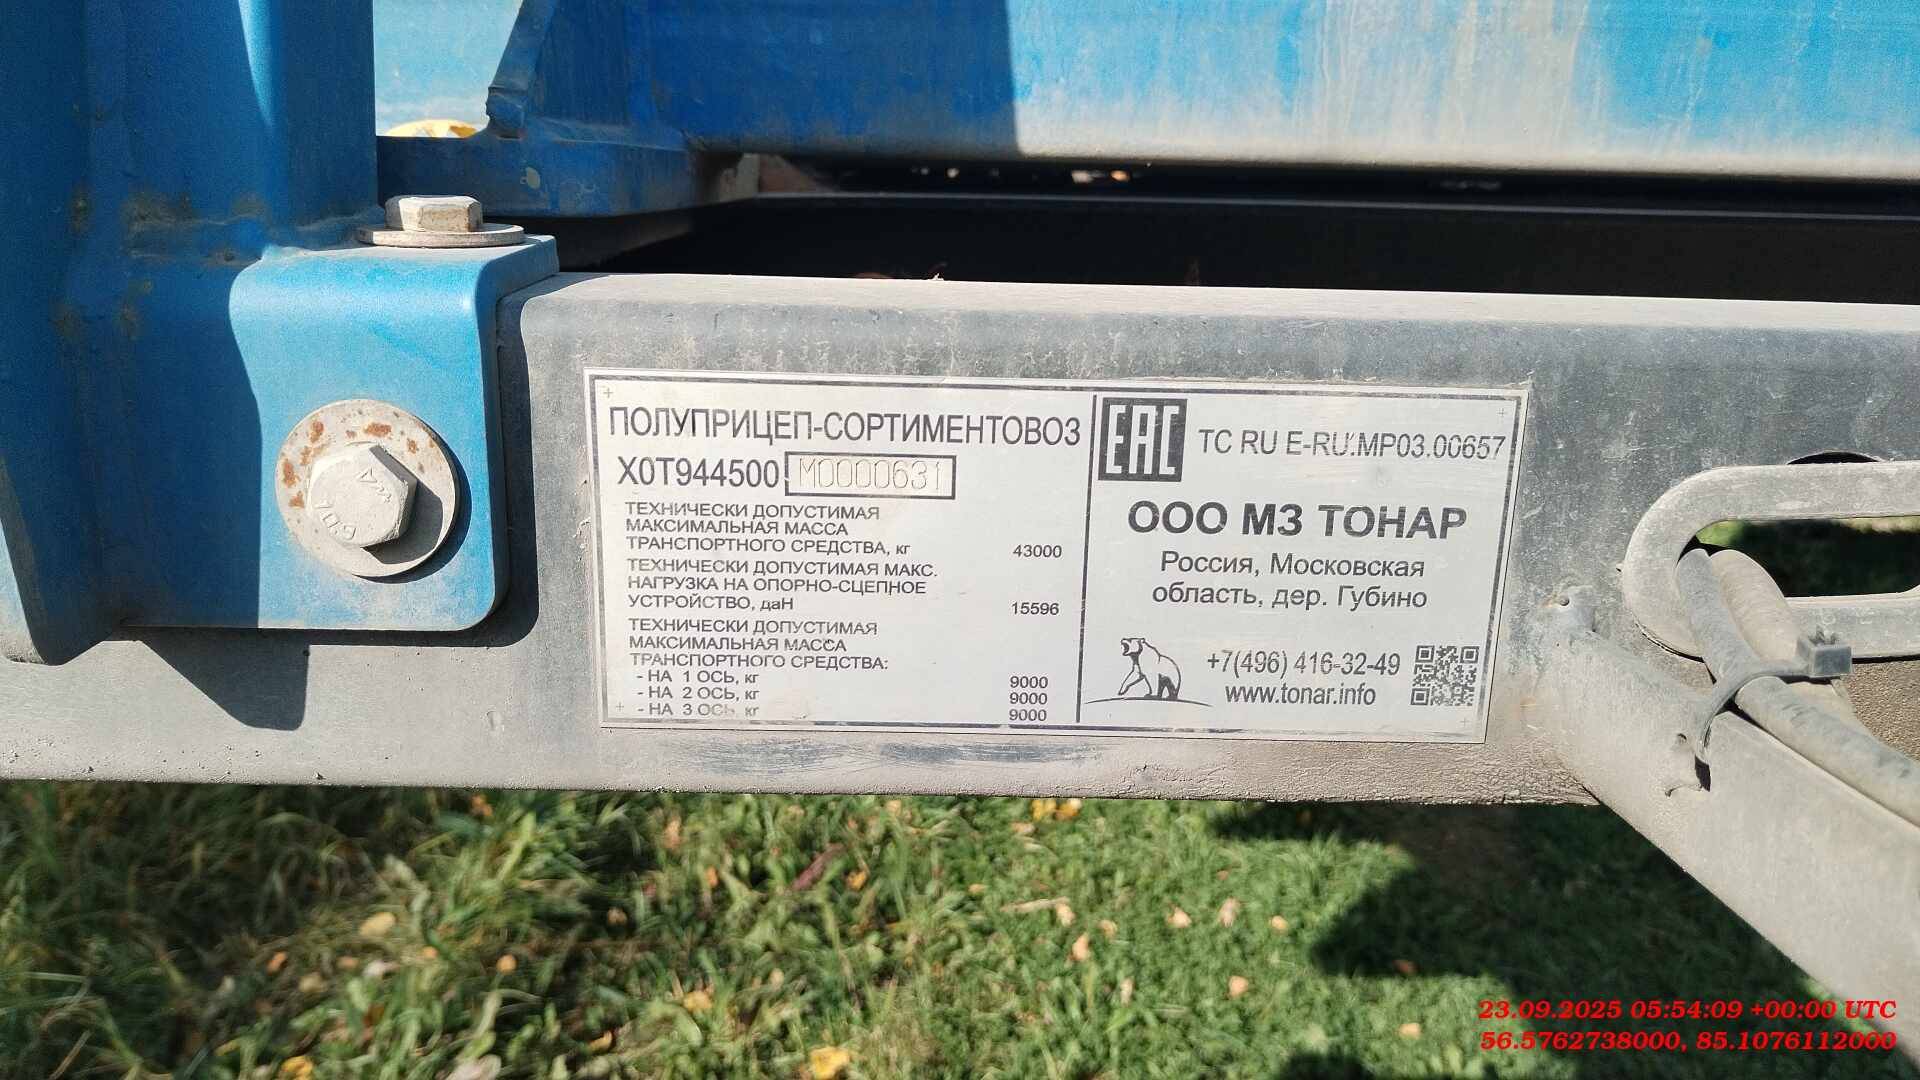 ПОЛУПРИЦЕП-СОРТИМЕНТОВОЗ
X0T944500 M0000631
ТЕХНИЧЕСКИ ДОПУСТИМАЯ
МАКСИМАЛЬНАЯ МАССА
ТРАНСПОРТНОГО СРЕДСТВА, кг 43000
ТЕХНИЧЕСКИ ДОПУСТИМАЯ МАКС.
НАГРУЗКА НА ОПОРНО-СЦЕПНОЕ
УСТРОЙСТВО, даН 15596
ТЕХНИЧЕСКИ ДОПУСТИМАЯ
МАКСИМАЛЬНАЯ МАССА
ТРАНСПОРТНОГО СРЕДСТВА:
- НА 1 ОСЬ, кг 9000
- НА 2 ОСЬ, кг 9000
- НА 3 ОСЬ, кг 9000
EAC TC RU E-RU.MP03.00657
ООО МЗ ТОНАР
Россия, Московская
область, дер. Губино
+7(496) 416-32-49
www.tonar.info
10.9
23.09.2025 05:54:09 +00:00 UTC
56.5762738000, 85.1076112000